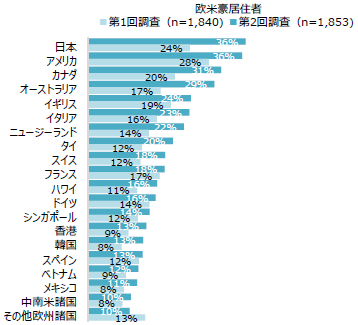 欧米豪居住者
第1回調査（n=1,840） 第2回調査（n=1,853）
日本 36% 24%
アメリカ 36% 28%
カナダ 31% 20%
オーストラリア 29% 17%
イギリス 24% 19%
イタリア 23% 16%
ニュージーランド 22% 14%
タイ 20% 12%
スイス 18% 12%
フランス 18% 17%
ハワイ 16% 11%
ドイツ 16% 14%
シンガポール 14% 12%
香港 13% 9%
韓国 13% 8%
スペイン 13% 12%
ベトナム 12% 9%
メキシコ 11% 8%
中南米諸国 10% 8%
その他欧州諸国 10% 13%